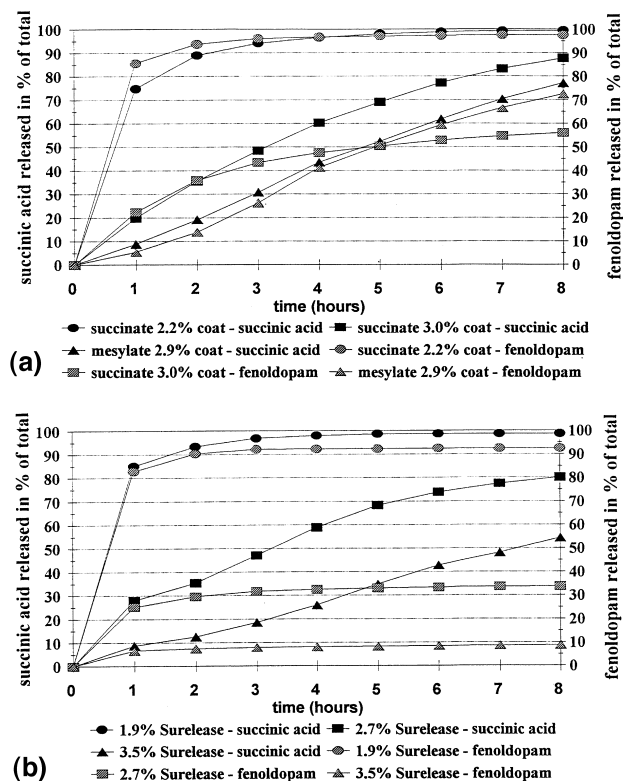 succinic acid released in % of total
fenoldopam released in % of total
100
90
80
70
60
50
40
30
20
10
0
100
90
80
70
60
50
40
30
20
10
0
0 1 2 3 4 5 6 7 8
time (hours)
succinate 2.2% coat - succinic acid
succinate 3.0% coat - succinic acid
mesylate 2.9% coat - succinic acid
succinate 2.2% coat - fenoldopam
succinate 3.0% coat - fenoldopam
mesylate 2.9% coat - fenoldopam
(a)
succinic acid released in % of total
fenoldopam released in % of total
100
90
80
70
60
50
40
30
20
10
0
100
90
80
70
60
50
40
30
20
10
0
0 1 2 3 4 5 6 7 8
time (hours)
1.9% Surelease - succinic acid
2.7% Surelease - succinic acid
3.5% Surelease - succinic acid
1.9% Surelease - fenoldopam
2.7% Surelease - fenoldopam
3.5% Surelease - fenoldopam
(b)